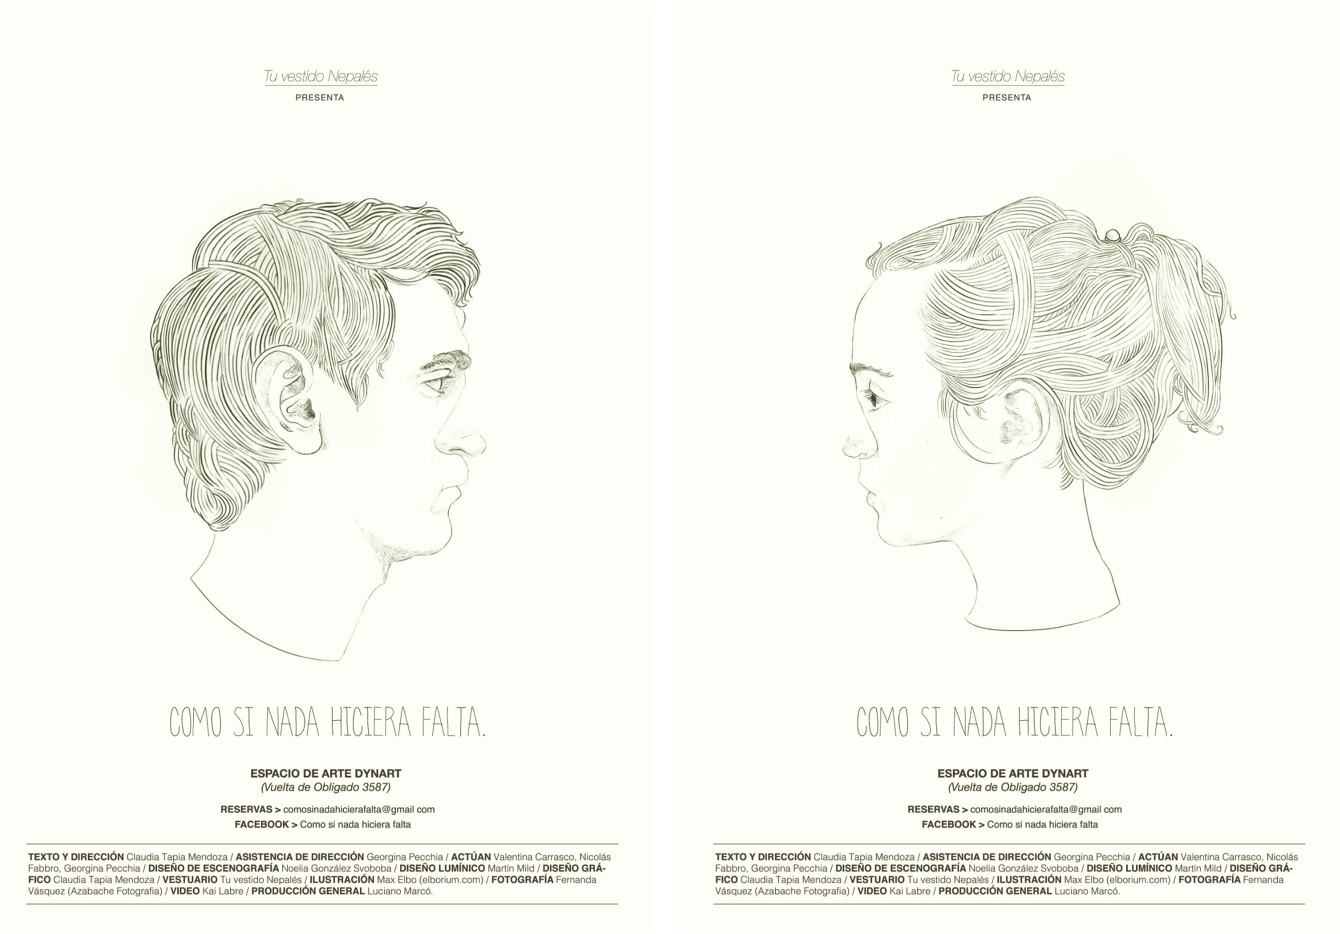 Tu vestido Nepalés
PRESENTA
COMO SI NADA HICIERA FALTA.
ESPACIO DE ARTE DYNART
(Vuelta de Obligado 3587)
RESERVAS > comosinadahicierafalta@gmail com
FACEBOOK > Como si nada hiciera falta
TEXTO Y DIRECCIÓN Claudia Tapia Mendoza / ASISTENCIA DE DIRECCIÓN Georgina Pecchia / ACTÚAN Valentina Carrasco, Nicolás
Fabbro, Georgina Pecchia / DISEÑO DE ESCENOGRAFÍA Noelia González Svoboba / DISEÑO LUMÍNICO Martín Mild / DISEÑO GRÁ-
FICO Claudia Tapia Mendoza / VESTUARIO Tu vestido Nepalés / ILUSTRACIÓN Max Elbo (elborium.com) / FOTOGRAFÍA Fernanda
Vásquez (Azabache Fotografia) / VIDEO Kai Labre / PRODUCCIÓN GENERAL Luciano Marcó.
Tu vestido Nepalés
PRESENTA
COMO SI NADA HICIERA FALTA.
ESPACIO DE ARTE DYNART
(Vuelta de Obligado 3587)
RESERVAS > comosinadahicierafalta@gmail com
FACEBOOK > Como si nada hiciera falta
TEXTO Y DIRECCIÓN Claudia Tapia Mendoza / ASISTENCIA DE DIRECCIÓN Georgina Pecchia / ACTÚAN Valentina Carrasco, Nicolás
Fabbro, Georgina Pecchia / DISEÑO DE ESCENOGRAFÍA Noelia González Svoboba / DISEÑO LUMÍNICO Martín Mild / DISEÑO GRÁ-
FICO Claudia Tapia Mendoza / VESTUARIO Tu vestido Nepalés / ILUSTRACIÓN Max Elbo (elborium.com) / FOTOGRAFÍA Fernanda
Vásquez (Azabache Fotografia) / VIDEO Kai Labre / PRODUCCIÓN GENERAL Luciano Marcó.